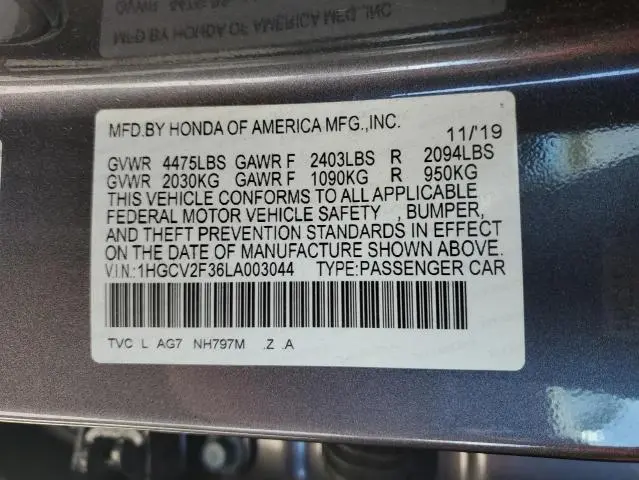 MFD.BY HONDA OF AMERICA MFG.,INC. 11/'19
GVWR 4475LBS GAWR F 2403LBS R 2094LBS
GVWR 2030KG GAWR F 1090KG R 950KG
THIS VEHICLE CONFORMS TO ALL APPLICABLE
FEDERAL MOTOR VEHICLE SAFETY , BUMPER,
AND THEFT PREVENTION STANDARDS IN EFFECT
ON THE DATE OF MANUFACTURE SHOWN ABOVE.
V.I.N.:1HGCV2F36LA003044 TYPE:PASSENGER CAR
TVC L AG7 NH797M .Z .A